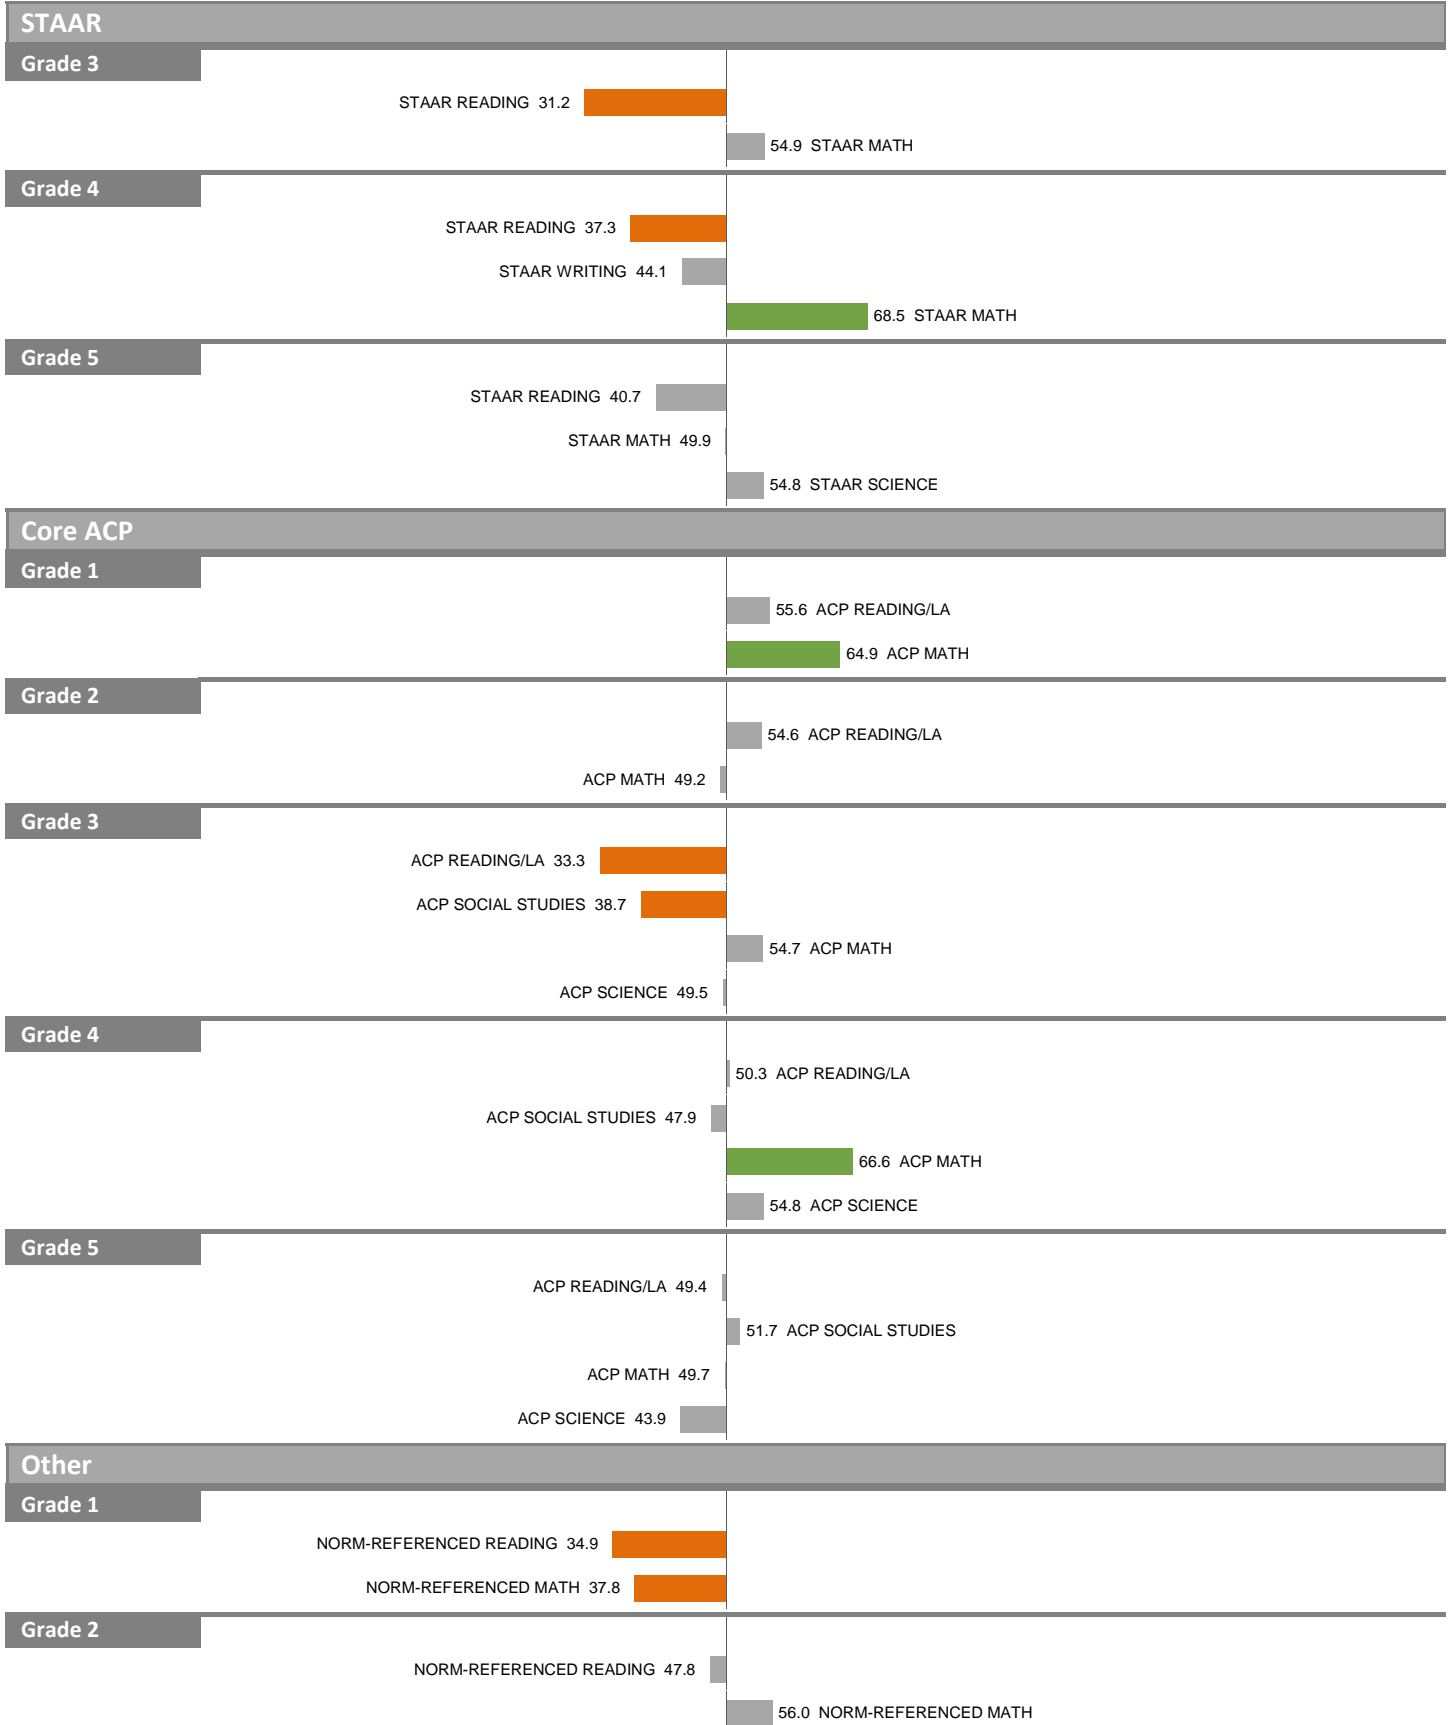 STAAR
Grade 3
STAAR READING 31.2
54.9 STAAR MATH
Grade 4
STAAR READING 37.3
STAAR WRITING 44.1
68.5 STAAR MATH
Grade 5
STAAR READING 40.7
STAAR MATH 49.9
54.8 STAAR SCIENCE
Core ACP
Grade 1
55.6 ACP READING/LA
64.9 ACP MATH
Grade 2
54.6 ACP READING/LA
ACP MATH 49.2
Grade 3
ACP READING/LA 33.3
ACP SOCIAL STUDIES 38.7
54.7 ACP MATH
ACP SCIENCE 49.5
Grade 4
50.3 ACP READING/LA
ACP SOCIAL STUDIES 47.9
66.6 ACP MATH
54.8 ACP SCIENCE
Grade 5
ACP READING/LA 49.4
51.7 ACP SOCIAL STUDIES
ACP MATH 49.7
ACP SCIENCE 43.9
Other
Grade 1
NORM-REFERENCED READING 34.9
NORM-REFERENCED MATH 37.8
Grade 2
NORM-REFERENCED READING 47.8
56.0 NORM-REFERENCED MATH